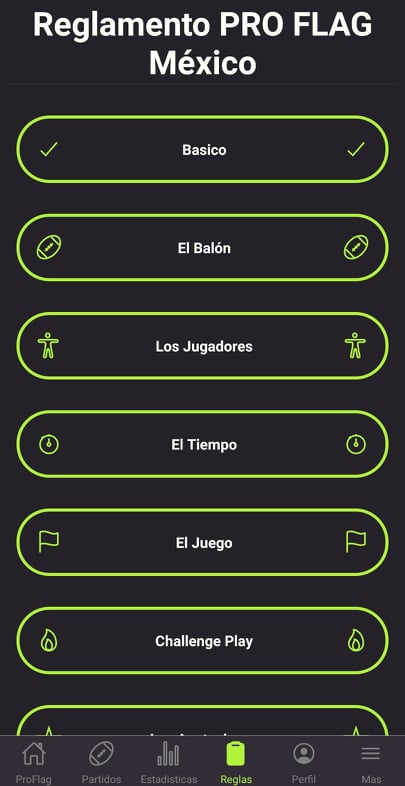 Reglamento PRO FLAG
México
Basico
El Balón
Los Jugadores
El Tiempo
El Juego
Challenge Play
ProFlag
Partidos
Estadisticas
Reglas
Perfil
Mas